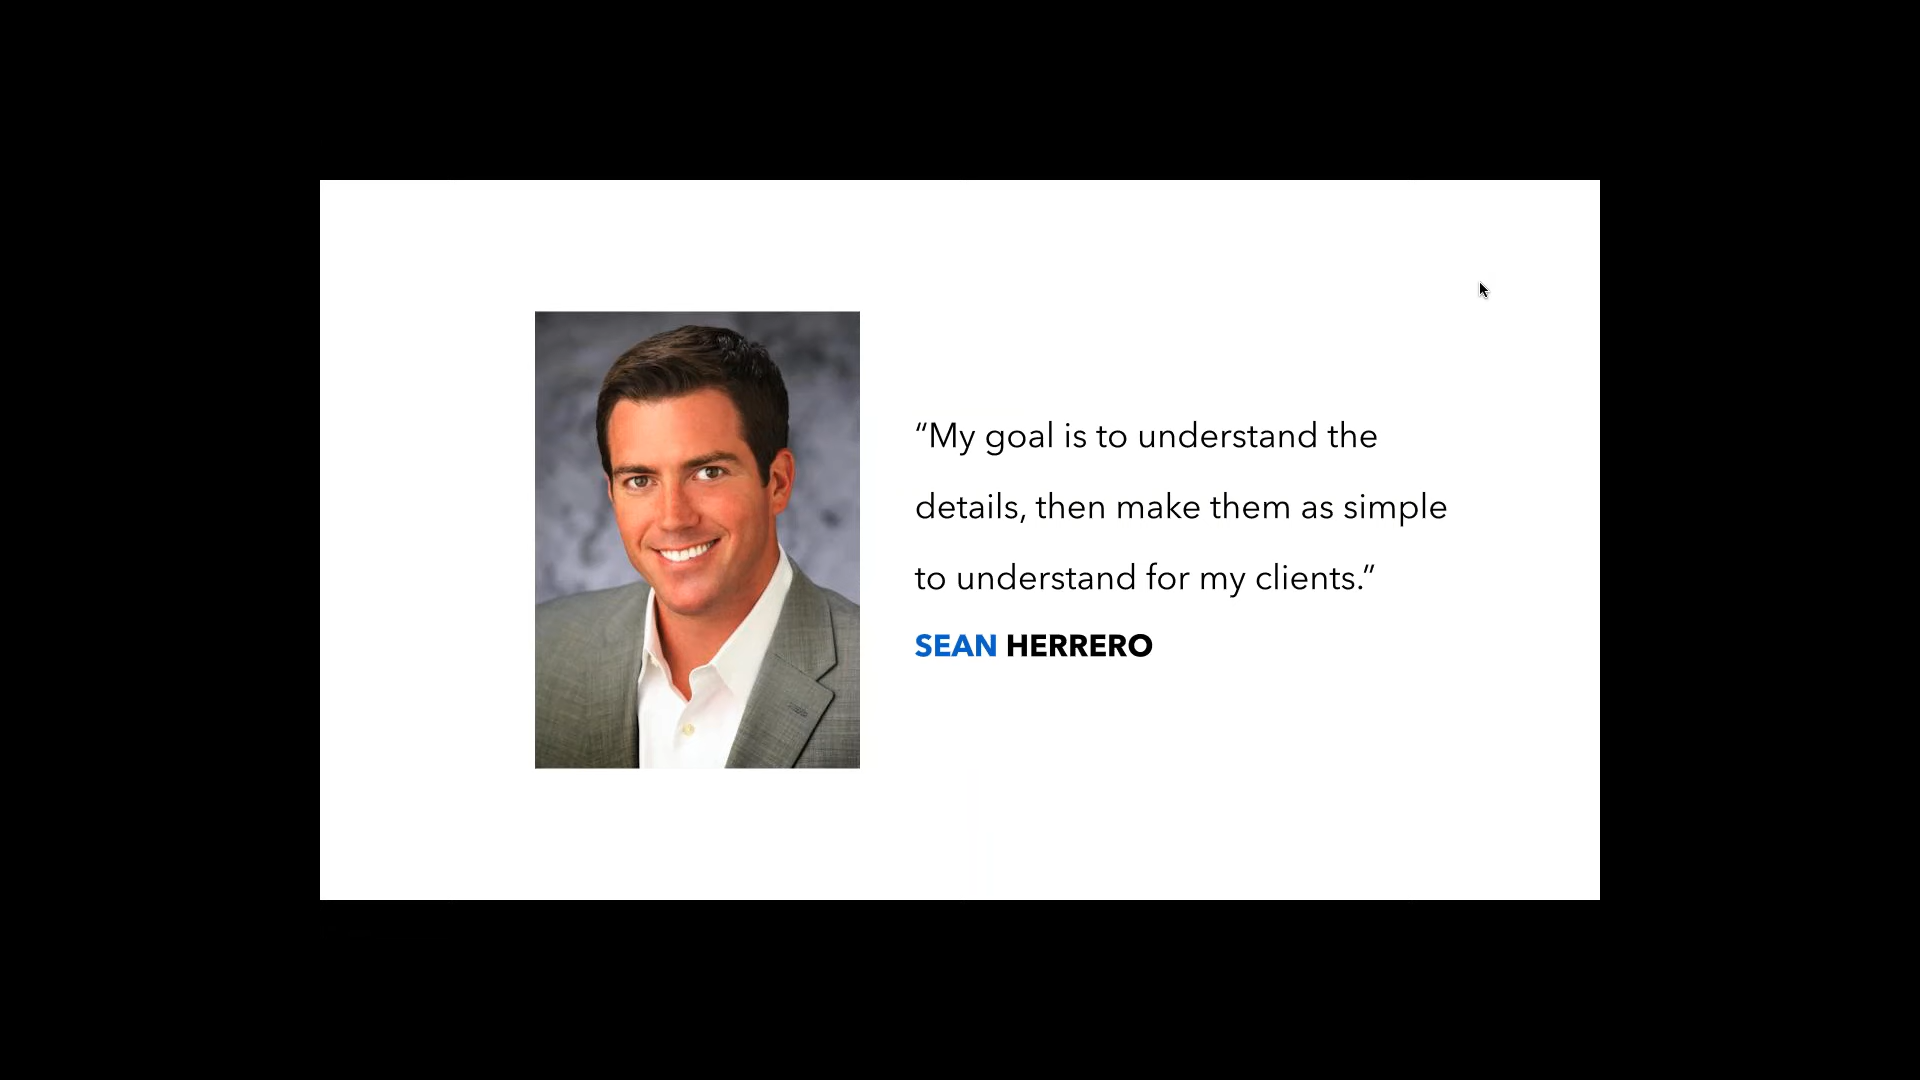 “My goal is to understand the
details, then make them as simple
to understand for my clients.”
SEAN HERRERO